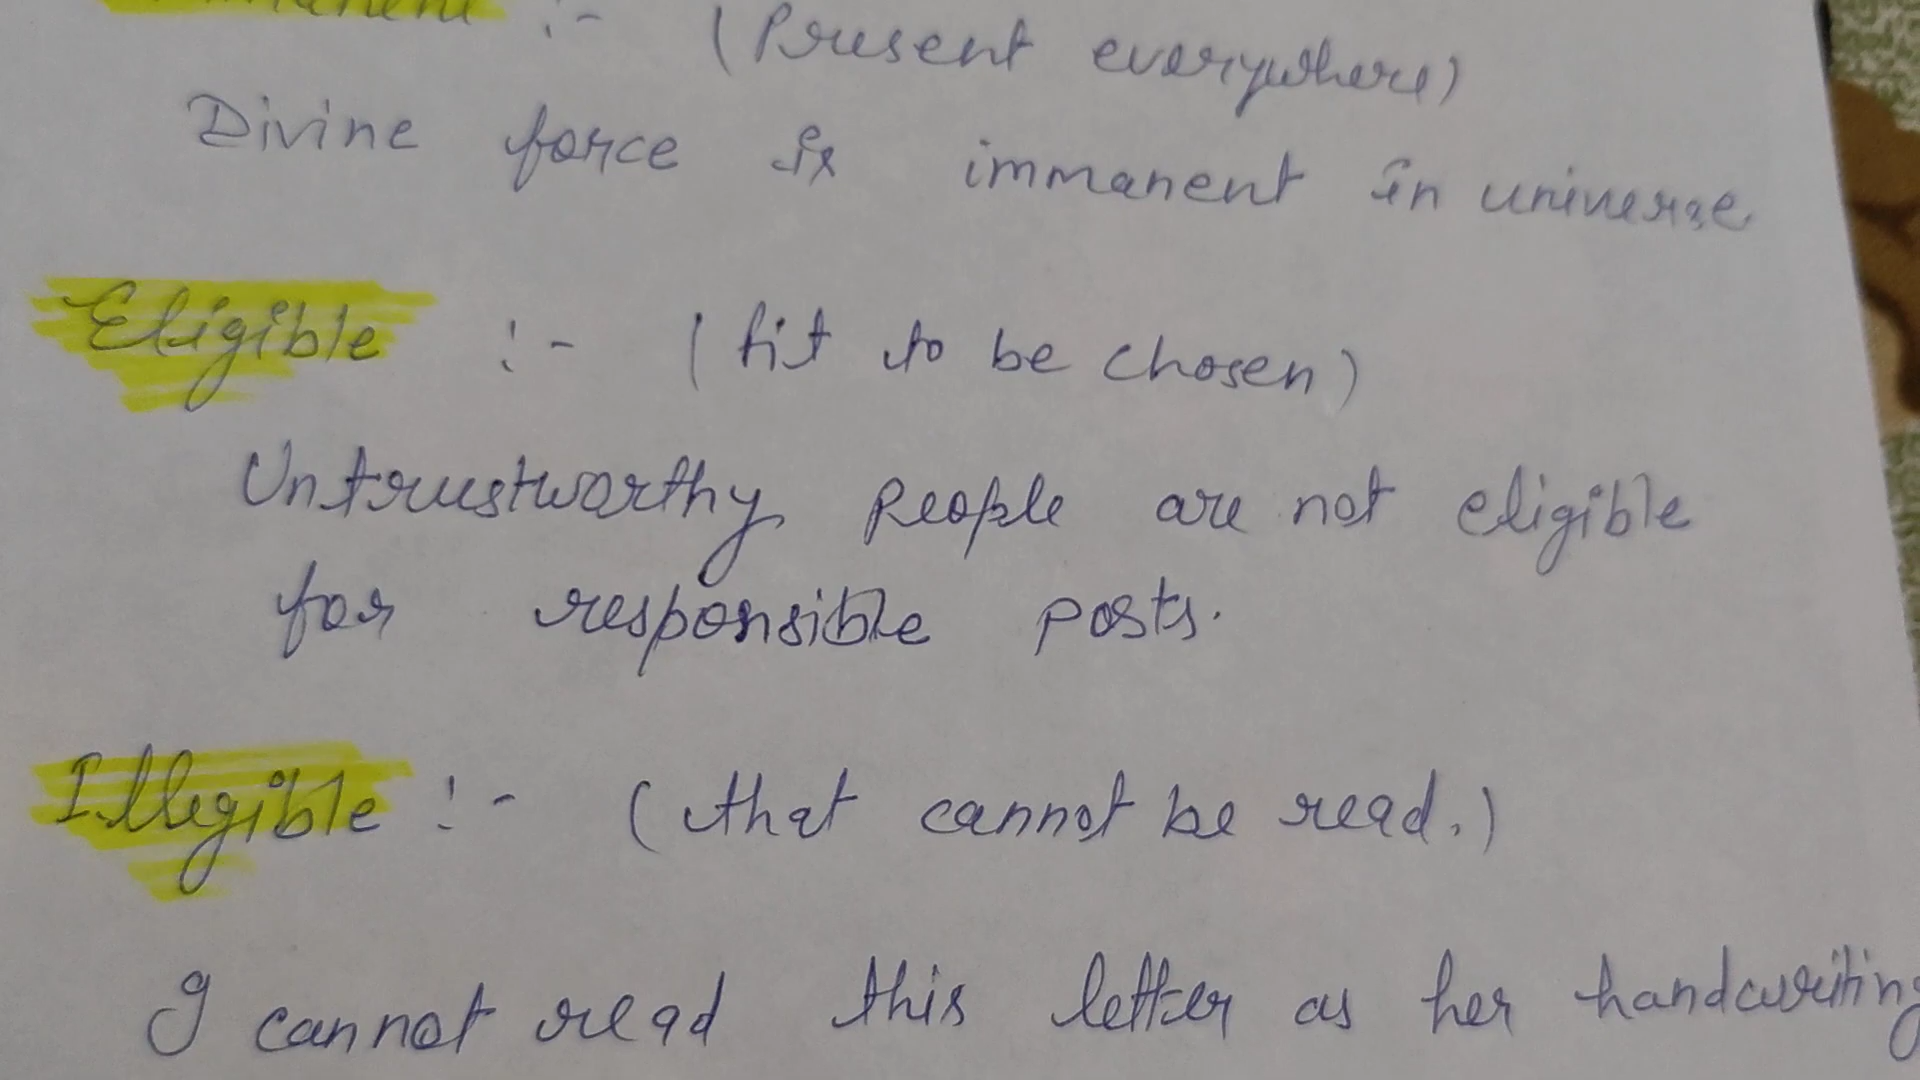 :- (Present everywhere)
Divine force is immanent in universe
Eligible :- (fit to be chosen)
Untrustworthy people are not eligible
for responsible posts.
Illegible :- (that cannot be read.)
I cannot read this letter as her handwriting